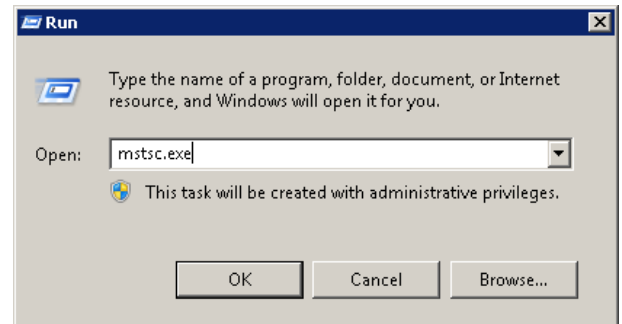 Run
Type the name of a program, folder, document, or Internet
resource, and Windows will open it for you.
Open:
mstsc.exe
This task will be created with administrative privileges.
OK
Cancel
Browse...